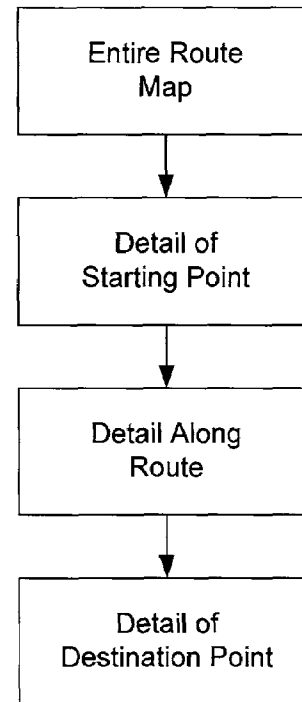 Entire Route
Map
Detail of
Starting Point
Detail Along
Route
Detail of
Destination Point